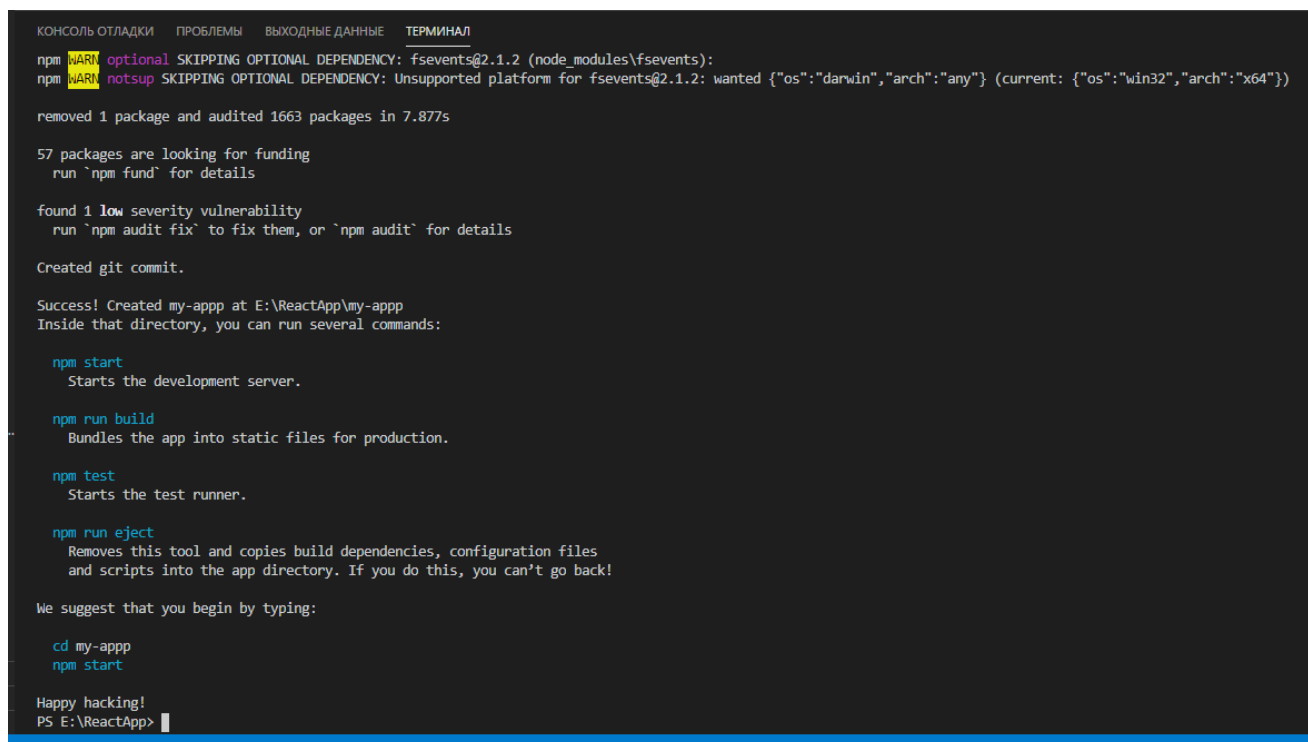 КОНСОЛЬ ОТЛАДКИ ПРОБЛЕМЫ ВЫХОДНЫЕ ДАННЫЕ ТЕРМИНАЛ
npm WARN optional SKIPPING OPTIONAL DEPENDENCY: fsevents@2.1.2 (node_modules\fsevents):
npm WARN notsup SKIPPING OPTIONAL DEPENDENCY: Unsupported platform for fsevents@2.1.2: wanted {"os":"darwin","arch":"any"} (current: {"os":"win32","arch":"x64"})
removed 1 package and audited 1663 packages in 7.877s
57 packages are looking for funding
run `npm fund` for details
found 1 low severity vulnerability
run `npm audit fix` to fix them, or `npm audit` for details
Created git commit.
Success! Created my-appp at E:\ReactApp\my-appp
Inside that directory, you can run several commands:
npm start
Starts the development server.
npm run build
Bundles the app into static files for production.
npm test
Starts the test runner.
npm run eject
Removes this tool and copies build dependencies, configuration files
and scripts into the app directory. If you do this, you can’t go back!
We suggest that you begin by typing:
cd my-appp
npm start
Happy hacking!
PS E:\ReactApp>